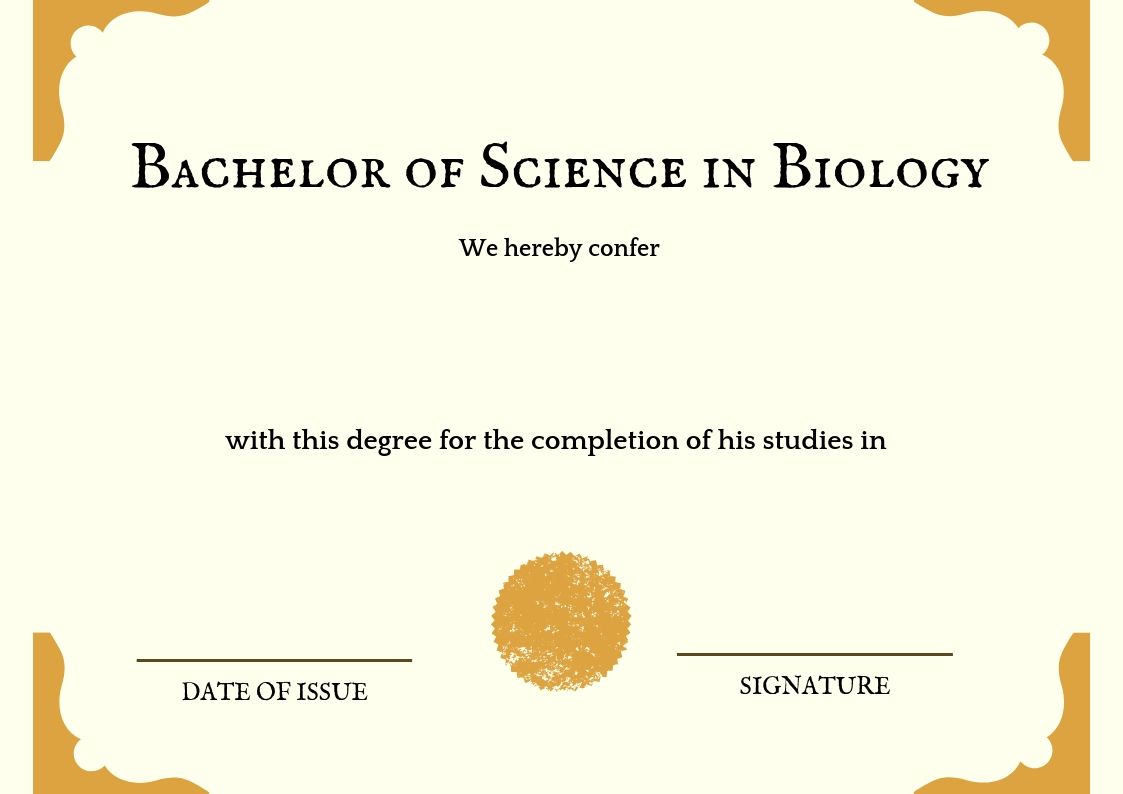 Bachelor of Science in Biology
We hereby confer
with this degree for the completion of his studies in
DATE OF ISSUE
SIGNATURE